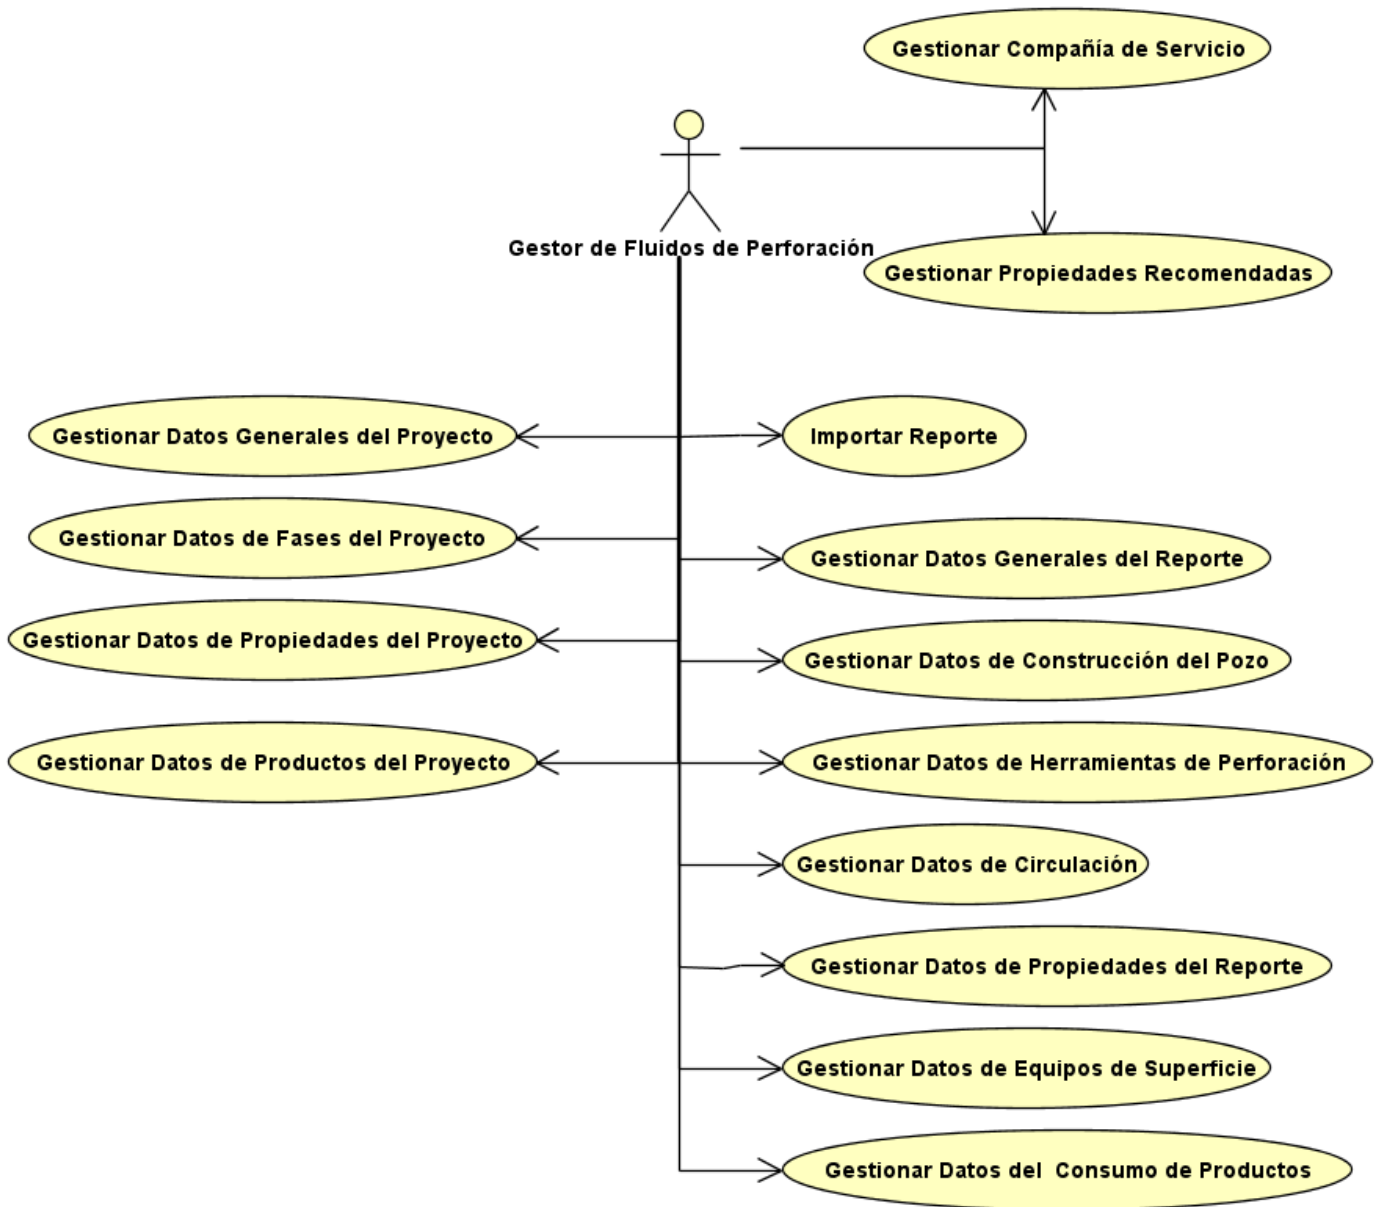 Gestionar Compañía de Servicio
Gestor de Fluidos de Perforación
Gestionar Propiedades Recomendadas
Gestionar Datos Generales del Proyecto
Importar Reporte
Gestionar Datos de Fases del Proyecto
Gestionar Datos Generales del Reporte
Gestionar Datos de Propiedades del Proyecto
Gestionar Datos de Construcción del Pozo
Gestionar Datos de Productos del Proyecto
Gestionar Datos de Herramientas de Perforación
Gestionar Datos de Circulación
Gestionar Datos de Propiedades del Reporte
Gestionar Datos de Equipos de Superficie
Gestionar Datos del  Consumo de Productos